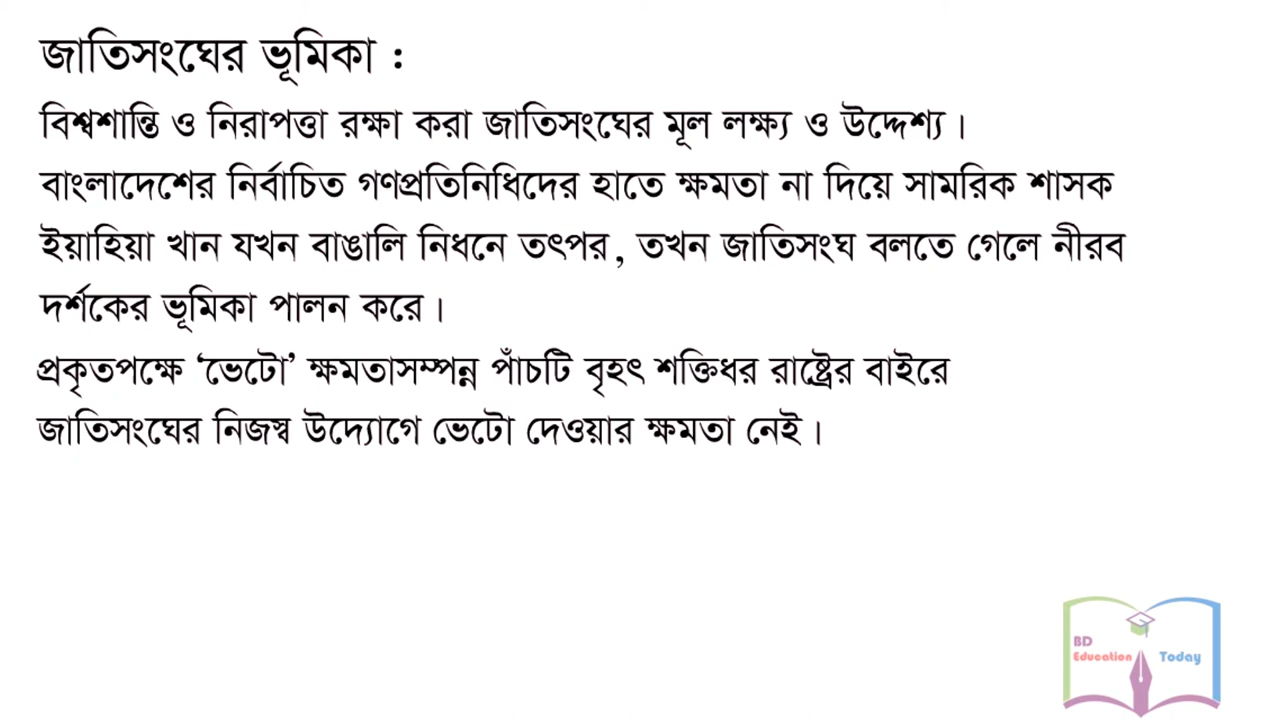 জাতিসংঘের ভূমিকা :
বিশ্বশান্তি ও নিরাপত্তা রক্ষা করা জাতিসংঘের মূল লক্ষ্য ও উদ্দেশ্য।
বাংলাদেশের নির্বাচিত গণপ্রতিনিধিদের হাতে ক্ষমতা না দিয়ে সামরিক শাসক
ইয়াহিয়া খান যখন বাঙালি নিধনে তৎপর, তখন জাতিসংঘ বলতে গেলে নীরব
দর্শকের ভূমিকা পালন করে।
প্রকৃতপক্ষে ‘ভেটো’ ক্ষমতাসম্পন্ন পাঁচটি বৃহৎ শক্তিধর রাষ্ট্রের বাইরে
জাতিসংঘের নিজস্ব উদ্যোগে ভেটো দেওয়ার ক্ষমতা নেই।
BD
Education Today